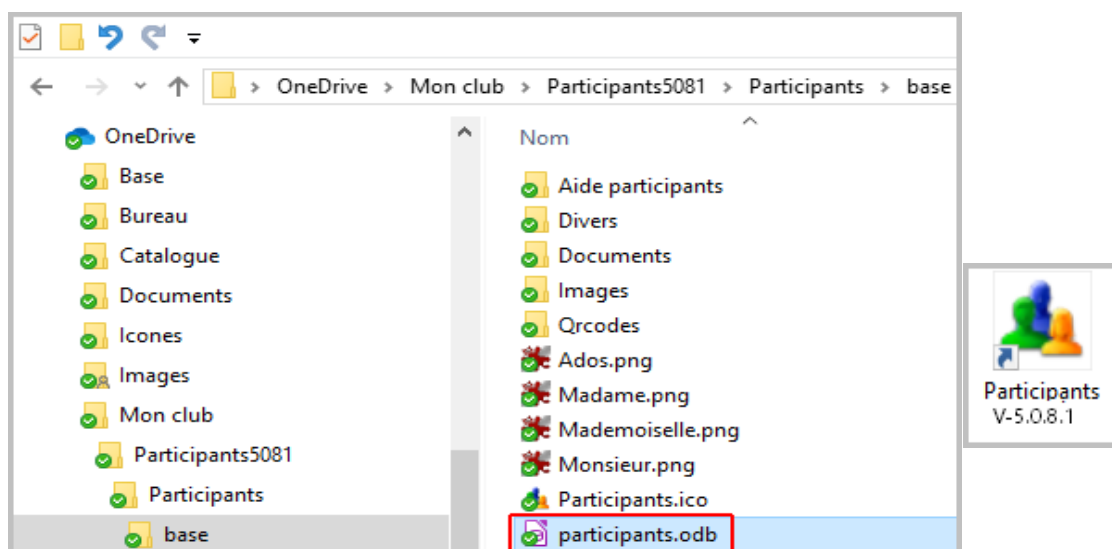 OneDrive > Mon club > Participants5081 > Participants > base
OneDrive
Base
Bureau
Catalogue
Documents
Icones
Images
Mon club
Participants5081
Participants
base
Nom
Aide participants
Divers
Documents
Images
Qrcodes
Ados.png
Madame.png
Mademoiselle.png
Monsieur.png
Participants.ico
participants.odb
Participants
V-5.0.8.1